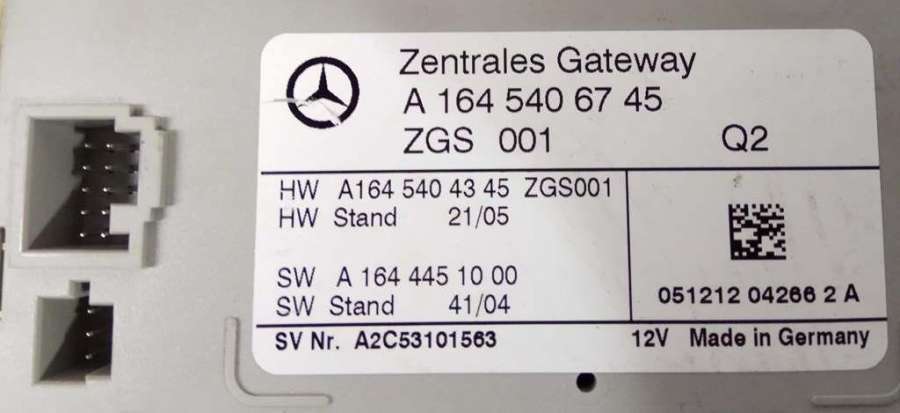 Zentrales Gateway
A 164 540 67 45
ZGS 001 Q2
HW A164 540 43 45 ZGS001
HW Stand 21/05
SW A 164 445 10 00
SW Stand 41/04
051212 04266 2 A
SV Nr. A2C53101563 12V Made in Germany